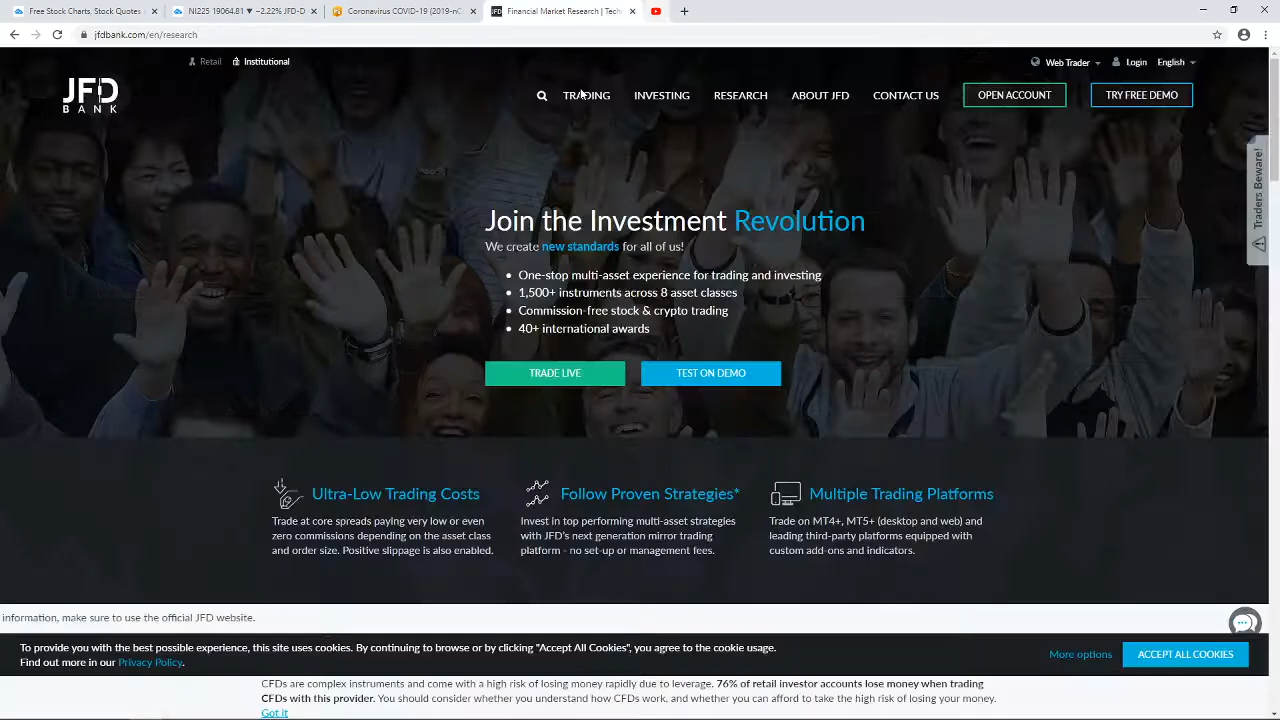 Free Stock Charts, Stock Quotes
NI225 19064.81 ▼ −2.22% JFD-D
Coronavirus COVID-19 (2019-nC
Financial Market Research | Tech
jfdbank.com/en/research
Retail
Institutional
Web Trader
Login
English
JFD
BANK
TRADING
INVESTING
RESEARCH
ABOUT JFD
CONTACT US
OPEN ACCOUNT
TRY FREE DEMO
Traders Beware!
Join the Investment Revolution
We create new standards for all of us!
• One-stop multi-asset experience for trading and investing
• 1,500+ instruments across 8 asset classes
• Commission-free stock & crypto trading
• 40+ international awards
TRADE LIVE
TEST ON DEMO
Ultra-Low Trading Costs
Trade at core spreads paying very low or even
zero commissions depending on the asset class
and order size. Positive slippage is also enabled.
Follow Proven Strategies*
Invest in top performing multi-asset strategies
with JFD's next generation mirror trading
platform - no set-up or management fees.
Multiple Trading Platforms
Trade on MT4+, MT5+ (desktop and web) and
leading third-party platforms equipped with
custom add-ons and indicators.
information, make sure to use the official JFD website.
To provide you with the best possible experience, this site uses cookies. By continuing to browse or by clicking "Accept All Cookies", you agree to the cookie usage.
Find out more in our Privacy Policy.
More options
ACCEPT ALL COOKIES
CFDs are complex instruments and come with a high risk of losing money rapidly due to leverage. 76% of retail investor accounts lose money when trading
CFDs with this provider. You should consider whether you understand how CFDs work, and whether you can afford to take the high risk of losing your money.
Got it